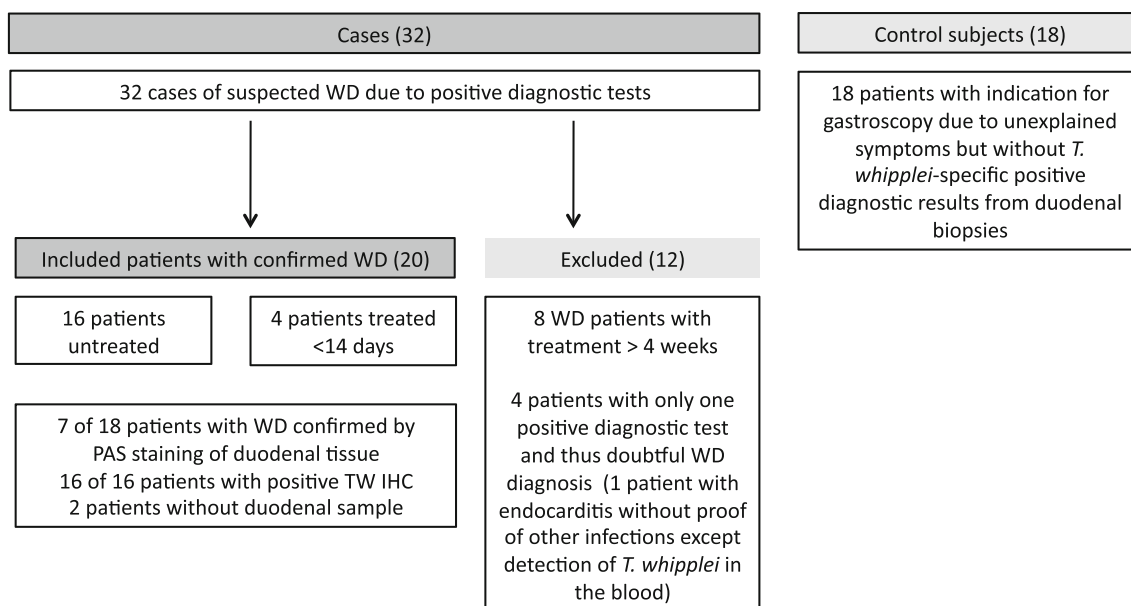 Cases (32)
32 cases of suspected WD due to positive diagnostic tests
Included patients with confirmed WD (20)
16 patients
untreated
4 patients treated
<14 days
7 of 18 patients with WD confirmed by
PAS staining of duodenal tissue
16 of 16 patients with positive TW IHC
2 patients without duodenal sample
Excluded (12)
8 WD patients with
treatment > 4 weeks
4 patients with only one
positive diagnostic test
and thus doubtful WD
diagnosis (1 patient with
endocarditis without proof
of other infections except
detection of T. whipplei in
the blood)
Control subjects (18)
18 patients with indication for
gastroscopy due to unexplained
symptoms but without T.
whipplei-specific positive
diagnostic results from duodenal
biopsies